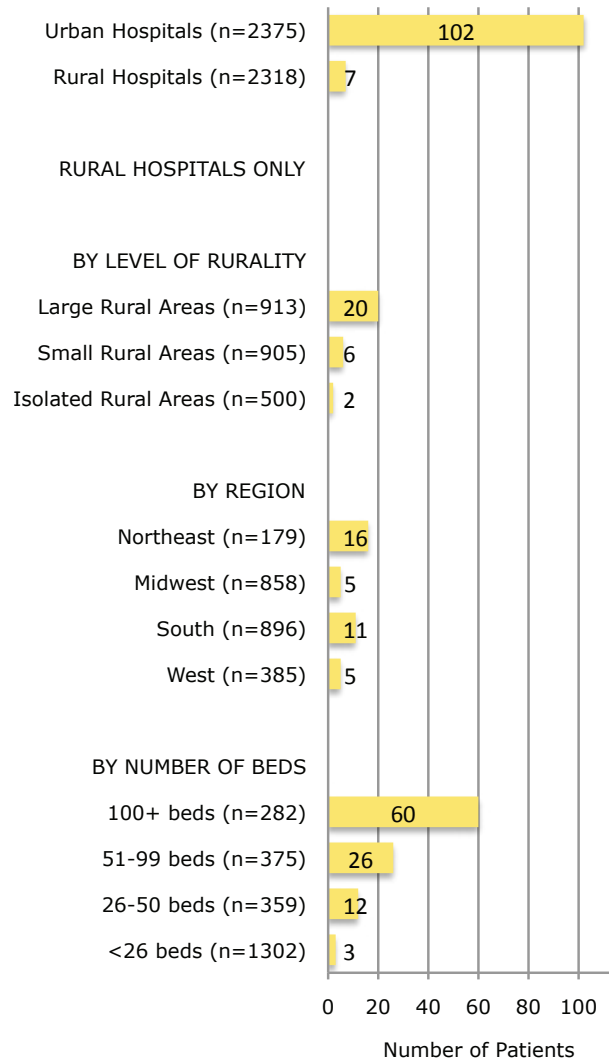 Urban Hospitals (n=2375) 102
Rural Hospitals (n=2318) 7
RURAL HOSPITALS ONLY
BY LEVEL OF RURALITY
Large Rural Areas (n=913) 20
Small Rural Areas (n=905) 6
Isolated Rural Areas (n=500) 2
BY REGION
Northeast (n=179) 16
Midwest (n=858) 5
South (n=896) 11
West (n=385) 5
BY NUMBER OF BEDS
100+ beds (n=282) 60
51-99 beds (n=375) 26
26-50 beds (n=359) 12
<26 beds (n=1302) 3
0 20 40 60 80 100
Number of Patients